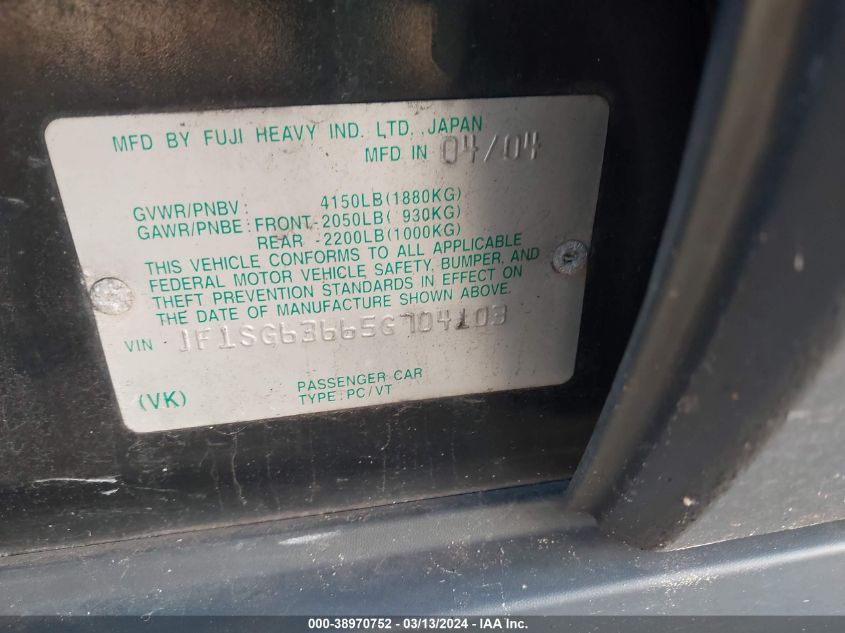 MFD BY FUJI HEAVY IND. LTD. JAPAN
MFD IN 04/04
GVWR/PNBV : 4150LB(1880KG)
GAWR/PNBE: FRONT-2050LB( 930KG)
REAR -2200LB(1000KG)
THIS VEHICLE CONFORMS TO ALL APPLICABLE
FEDERAL MOTOR VEHICLE SAFETY, BUMPER, AND
THEFT PREVENTION STANDARDS IN EFFECT ON
THE DATE OF MANUFACTURE SHOWN ABOVE.
VIN JF1SG63665G704103
(VK)
PASSENGER CAR
TYPE: PC/VT
000-38970752 - 03/13/2024 - IAA Inc.